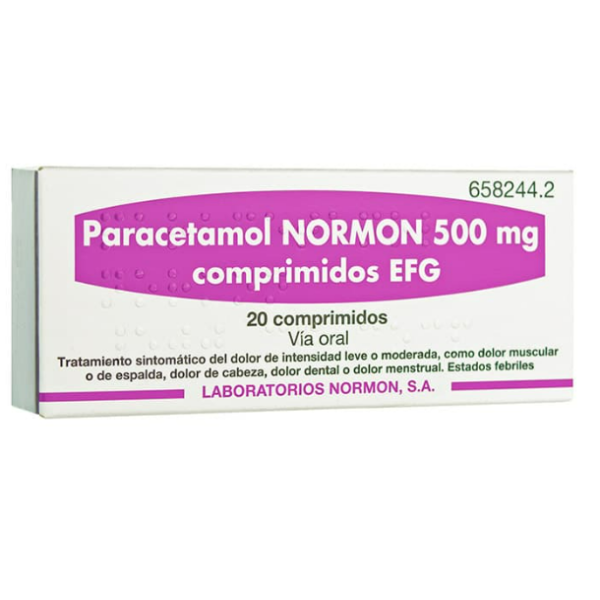 658244.2
Paracetamol NORMON 500 mg
comprimidos EFG
20 comprimidos
Vía oral
Tratamiento sintomático del dolor de intensidad leve o moderada, como dolor muscular
o de espalda, dolor de cabeza, dolor dental o dolor menstrual. Estados febriles
LABORATORIOS NORMON, S.A.